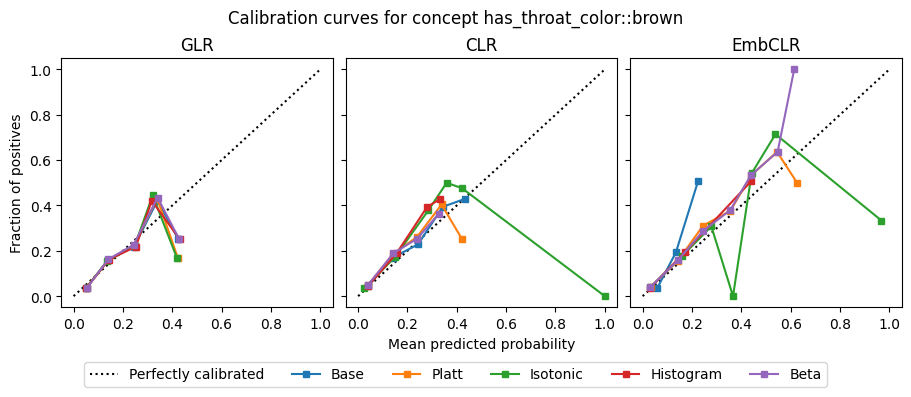 Calibration curves for concept has_throat_color::brown
GLR
CLR
EmbCLR
Fraction of positives
1.0
0.8
0.6
0.4
0.2
0.0
0.0 0.2 0.4 0.6 0.8 1.0
0.0 0.2 0.4 0.6 0.8 1.0
0.0 0.2 0.4 0.6 0.8 1.0
Mean predicted probability
Perfectly calibrated Base Platt Isotonic Histogram Beta